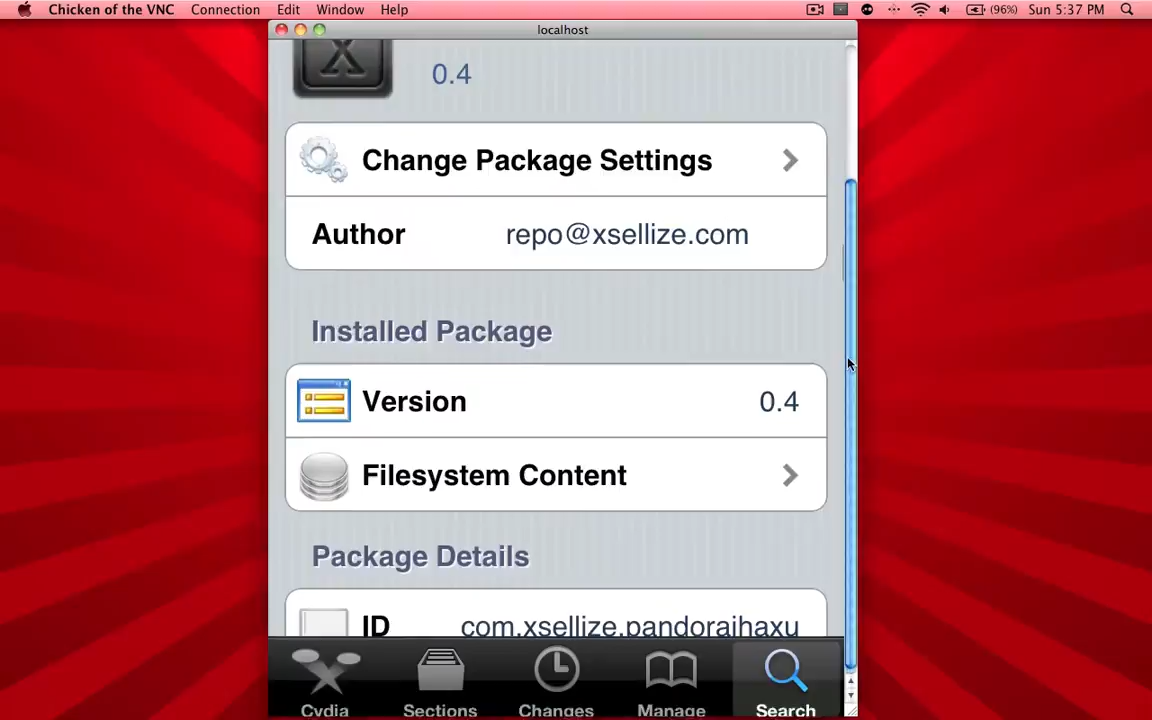 Chicken of the VNC Connection Edit Window Help (96%) Sun 5:37 PM
localhost
X
0.4
Change Package Settings
Author repo@xsellize.com
Installed Package
Version 0.4
Filesystem Content
Package Details
ID com.xsellize.pandoraihaxu
Cydia Sections Changes Manage Search